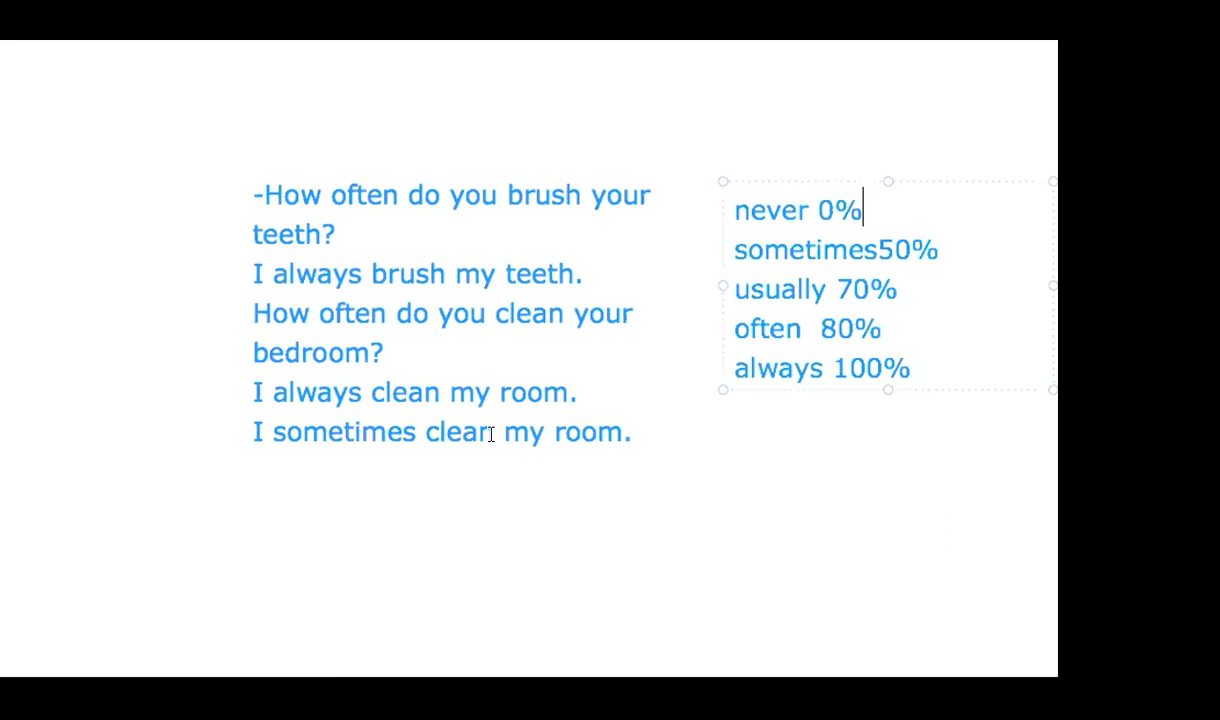 -How often do you brush your
teeth?
I always brush my teeth.
How often do you clean your
bedroom?
I always clean my room.
I sometimes clean my room.
never 0%
sometimes50%
usually 70%
often  80%
always 100%